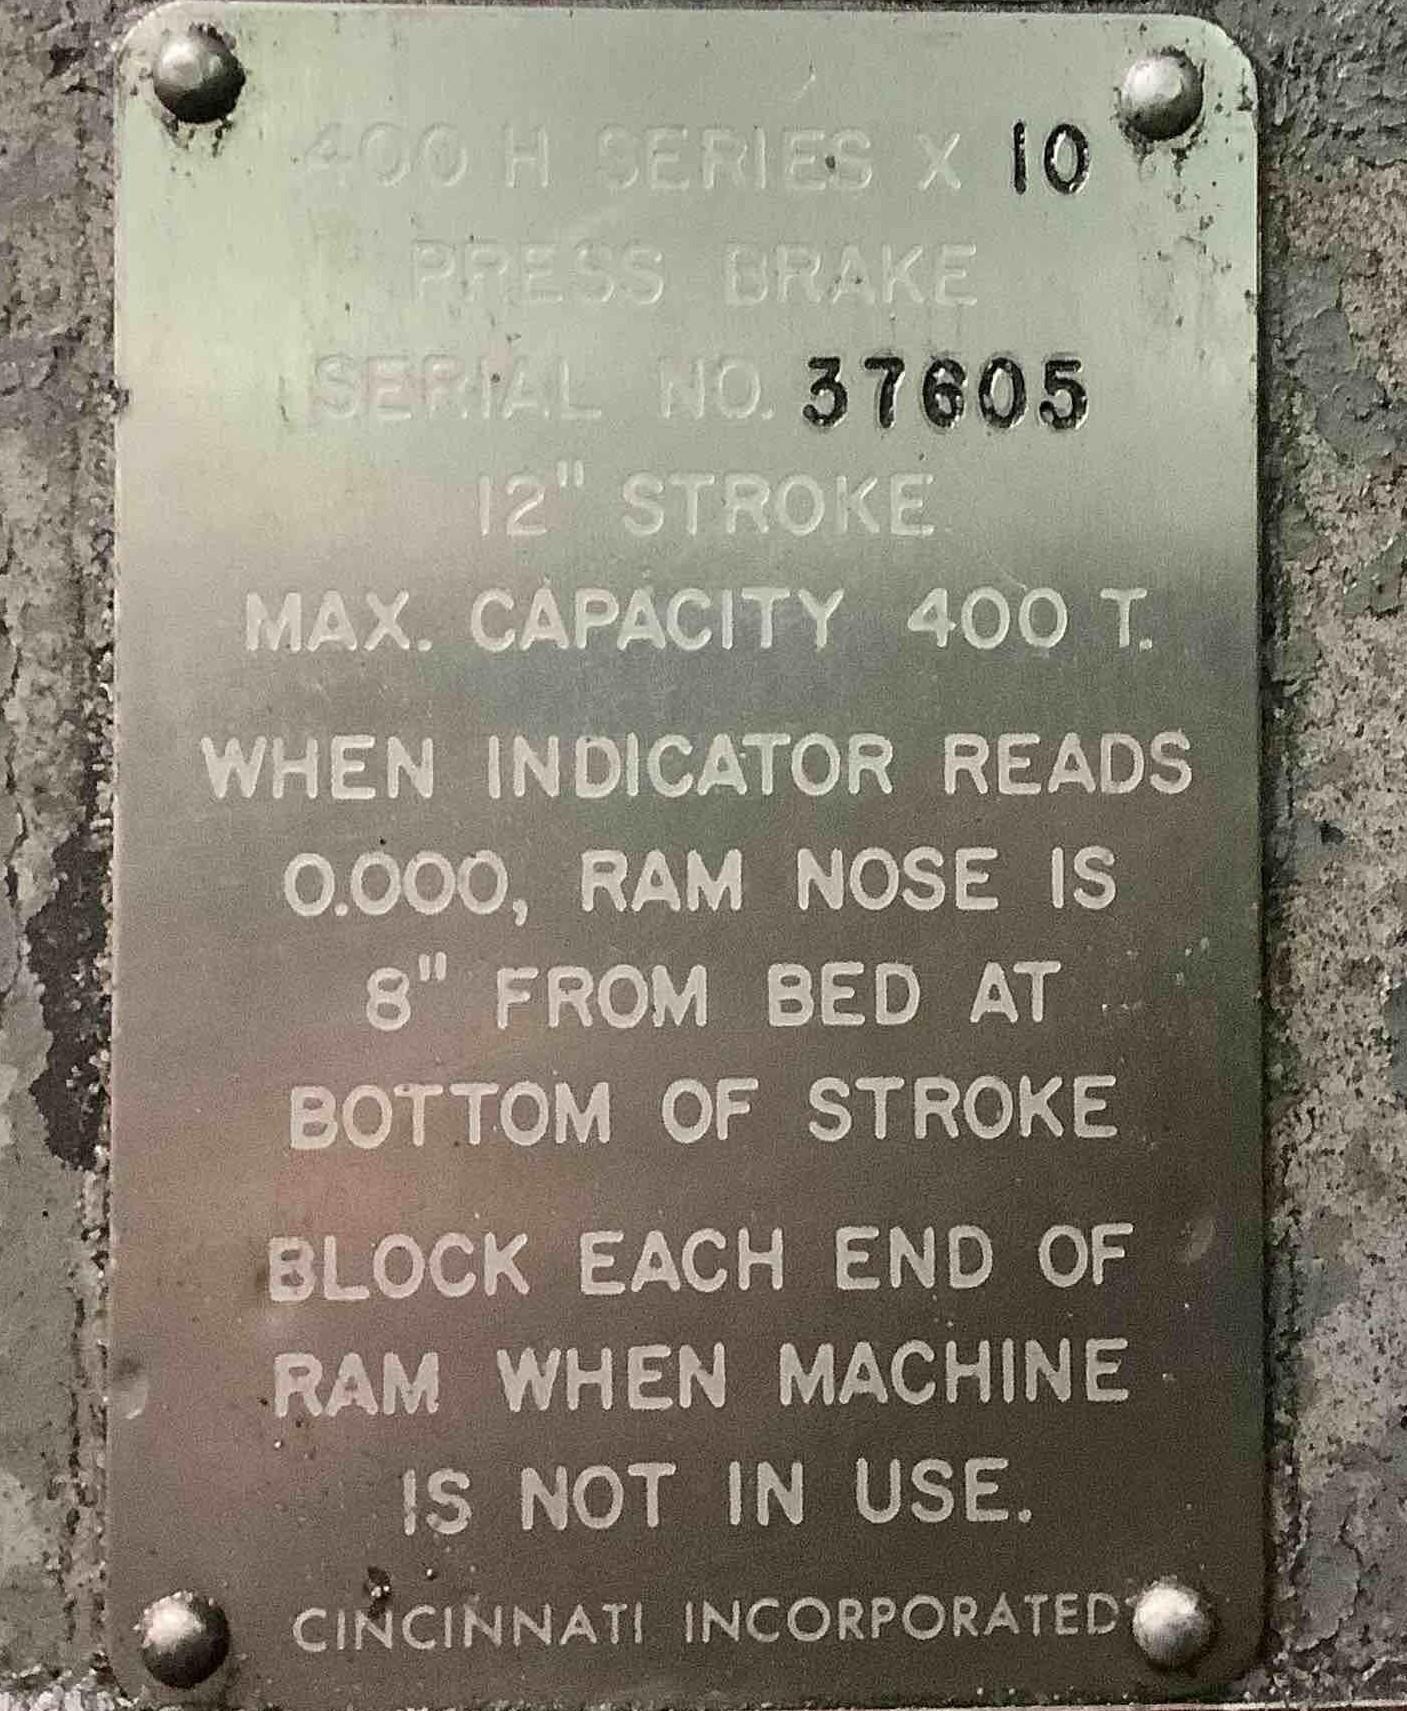 400 H SERIES X 10
PRESS BRAKE
SERIAL NO. 37605
12" STROKE
MAX. CAPACITY 400 T.
WHEN INDICATOR READS
0.000, RAM NOSE IS
8" FROM BED AT
BOTTOM OF STROKE
BLOCK EACH END OF
RAM WHEN MACHINE
IS NOT IN USE.
CINCINNATI INCORPORATED